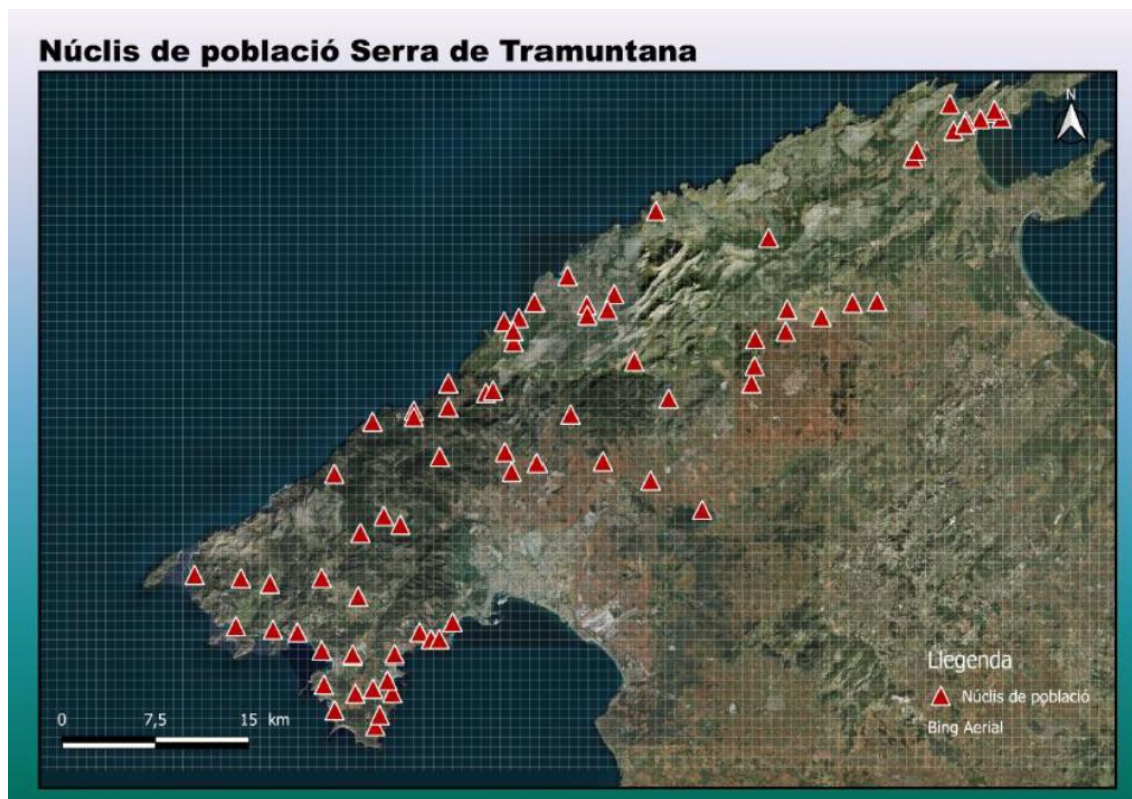 Núclis de població Serra de Tramuntana
N
Llegenda
Núclis de població
Bing Aerial
0 7,5 15 km